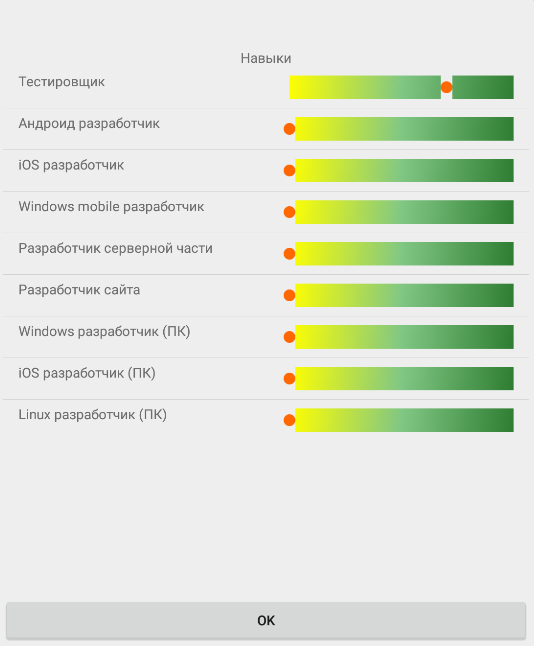 Навыки
Тестировщик
Андроид разработчик
iOS разработчик
Windows mobile разработчик
Разработчик серверной части
Разработчик сайта
Windows разработчик (ПК)
iOS разработчик (ПК)
Linux разработчик (ПК)
OK